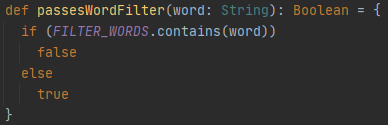 def passesWordFilter(word: String): Boolean = {
  if (FILTER_WORDS.contains(word))
    false
  else
    true
}